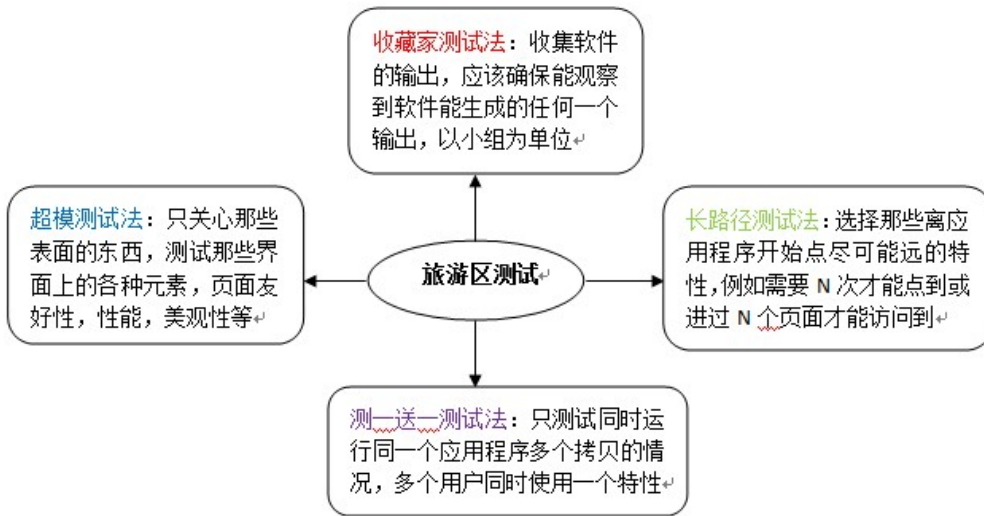 收藏家测试法：收集软件
的输出，应该确保能观察
到软件能生成的任何一个
输出，以小组为单位
超模测试法：只关心那些
表面的东西，测试那些界
面上的各种元素，页面友
好性，性能，美观性等
旅游区测试
长路径测试法：选择那些离应
用程序开始点尽可能远的特
性，例如需要 N 次才能点到或
进过 N 个页面才能访问到
测一送一测试法：只测试同时运
行同一个应用程序多个拷贝的情
况，多个用户同时使用一个特性